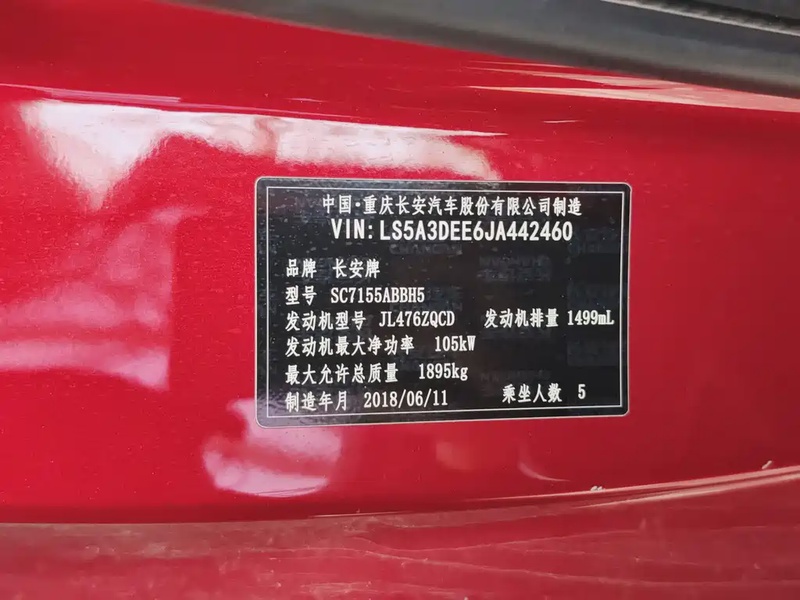 中国·重庆长安汽车股份有限公司制造
VIN: LS5A3DEE6JA442460
品牌 长安牌
型号 SC7155ABBH5
发动机型号 JL476ZQCD 发动机排量 1499mL
发动机最大净功率 105kW
最大允许总质量 1895kg
制造年月 2018/06/11 乘坐人数 5